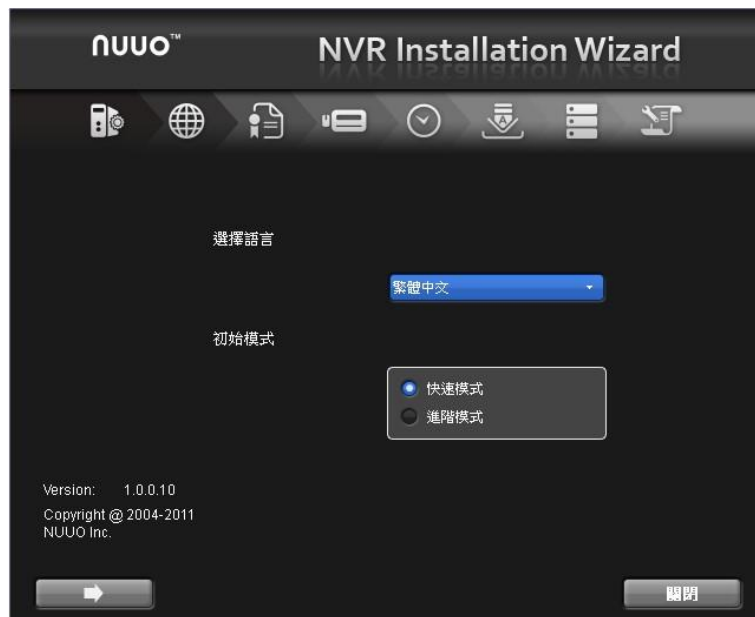 nuuo™
NVR Installation Wizard
選擇語言
繁體中文
初始模式
快速模式
進階模式
Version: 1.0.0.10
Copyright @ 2004-2011
NUUO Inc.
關閉